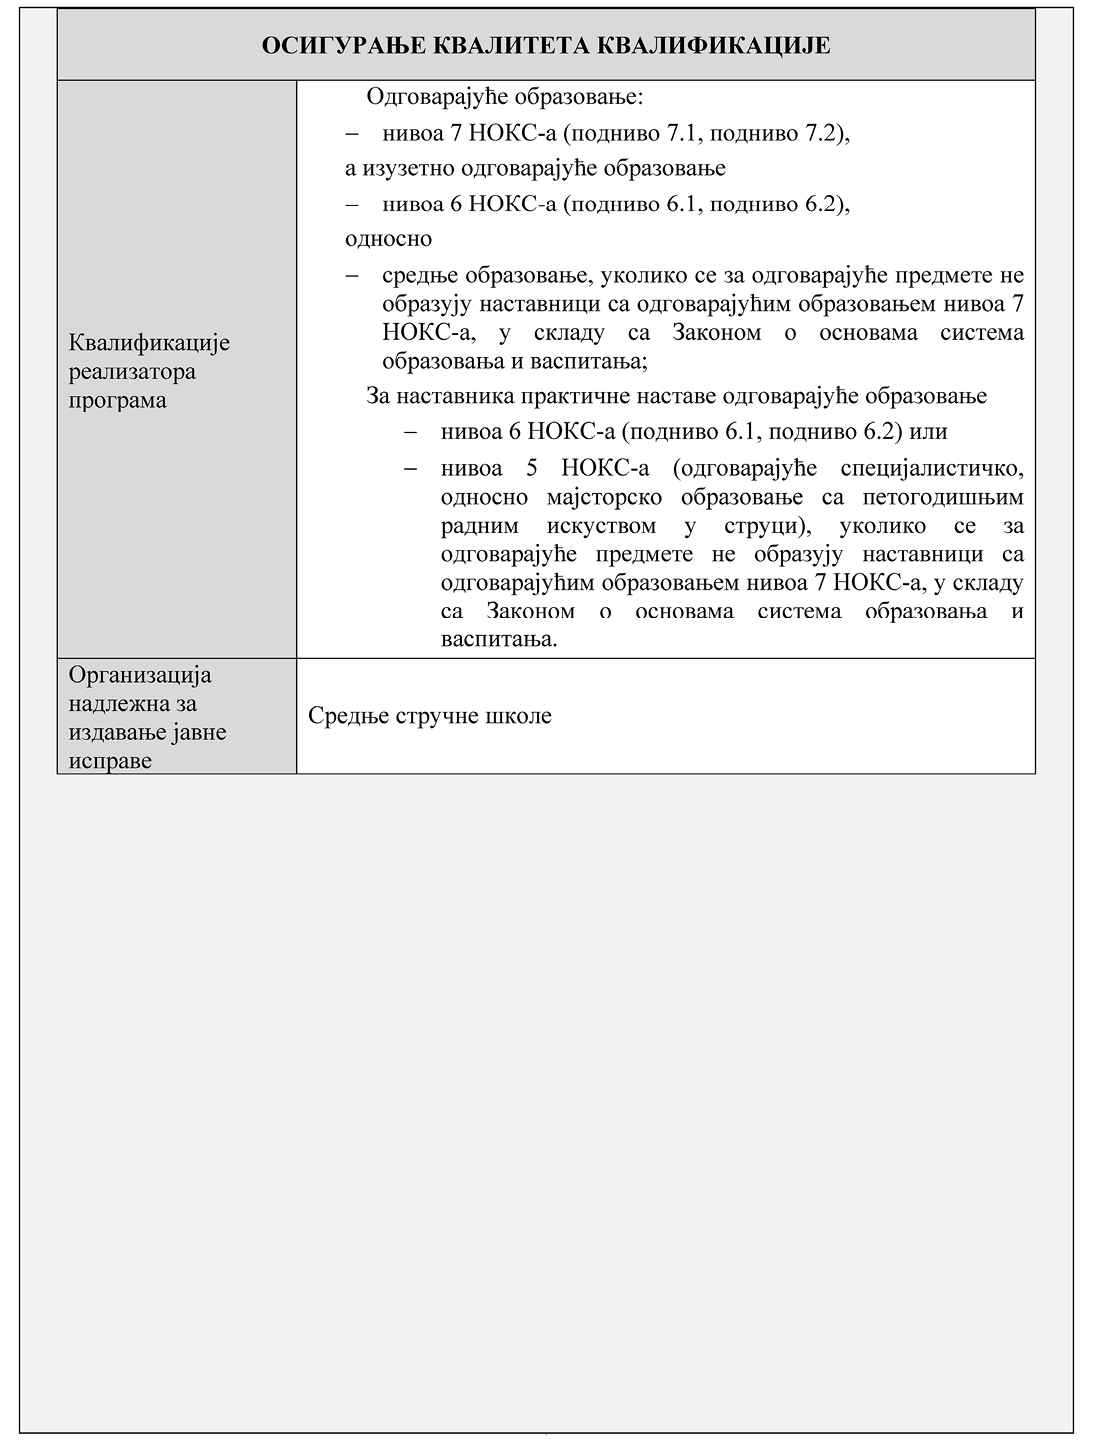 ОСИГУРАЊЕ КВАЛИТЕТА КВАЛИФИКАЦИЈЕ
Квалификације
реализатора
програма
Одговарајуће образовање:
– нивоа 7 НОКС-а (подниво 7.1, подниво 7.2),
а изузетно одговарајуће образовање
– нивоа 6 НОКС-а (подниво 6.1, подниво 6.2),
односно
– средње образовање, уколико се за одговарајуће предмете не
образују наставници са одговарајућим образовањем нивоа 7
НОКС-а, у складу са Законом о основама система
образовања и васпитања;
За наставника практичне наставе одговарајуће образовање
– нивоа 6 НОКС-а (подниво 6.1, подниво 6.2) или
– нивоа 5 НОКС-а (одговарајуће специјалистичко,
односно мајсторско образовање са петогодишњим
радним искуством у струци), уколико се за
одговарајуће предмете не образују наставници са
одговарајућим образовањем нивоа 7 НОКС-а, у складу
са Законом о основама система образовања и
васпитања.
Организација
надлежна за
издавање јавне
исправе
Средње стручне школе